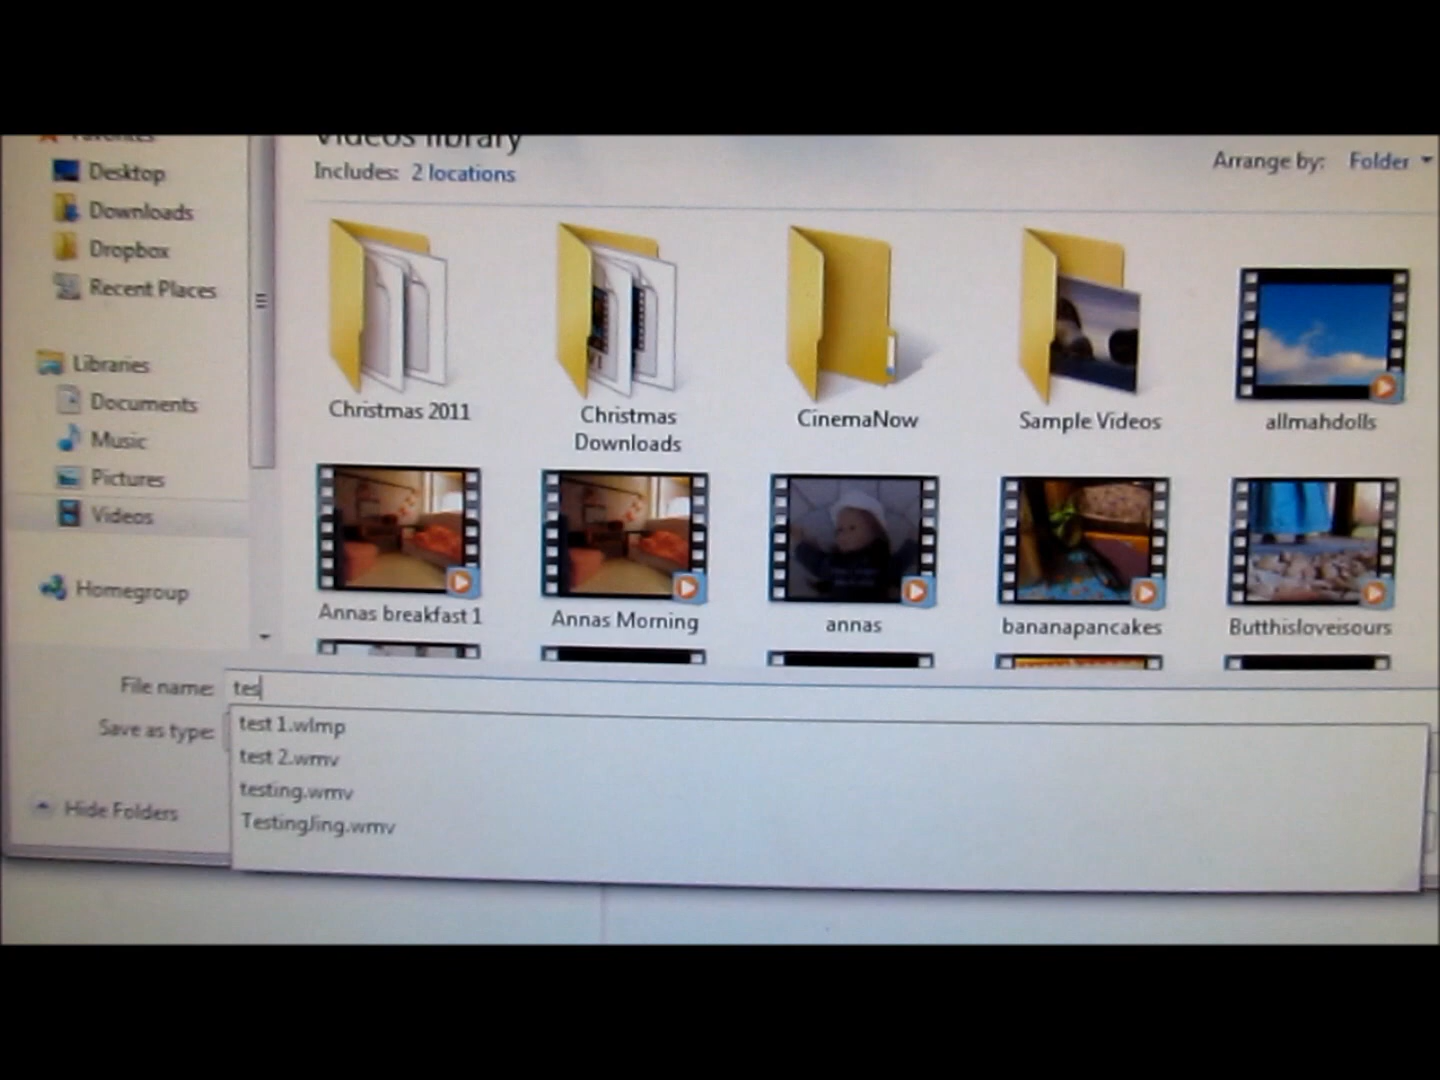 Favorites
Desktop
Downloads
Dropbox
Recent Places
Libraries
Documents
Music
Pictures
Videos
Homegroup
Videos library
Includes: 2 locations
Arrange by: Folder
Christmas 2011
Christmas
Downloads
CinemaNow
Sample Videos
allmahdolls
Annas breakfast 1
Annas Morning
annas
bananapancakes
Butthisloveisours
File name: tes
Save as type:
test 1.wlmp
test 2.wmv
testing.wmv
TestingJing.wmv
Hide Folders